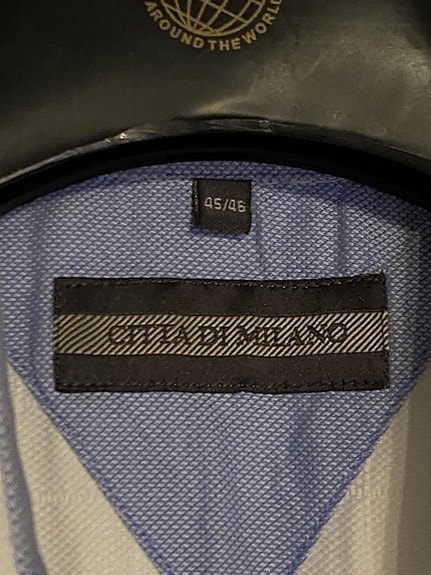 AROUND THE WORLD
45/46
CITTA DI MILANO